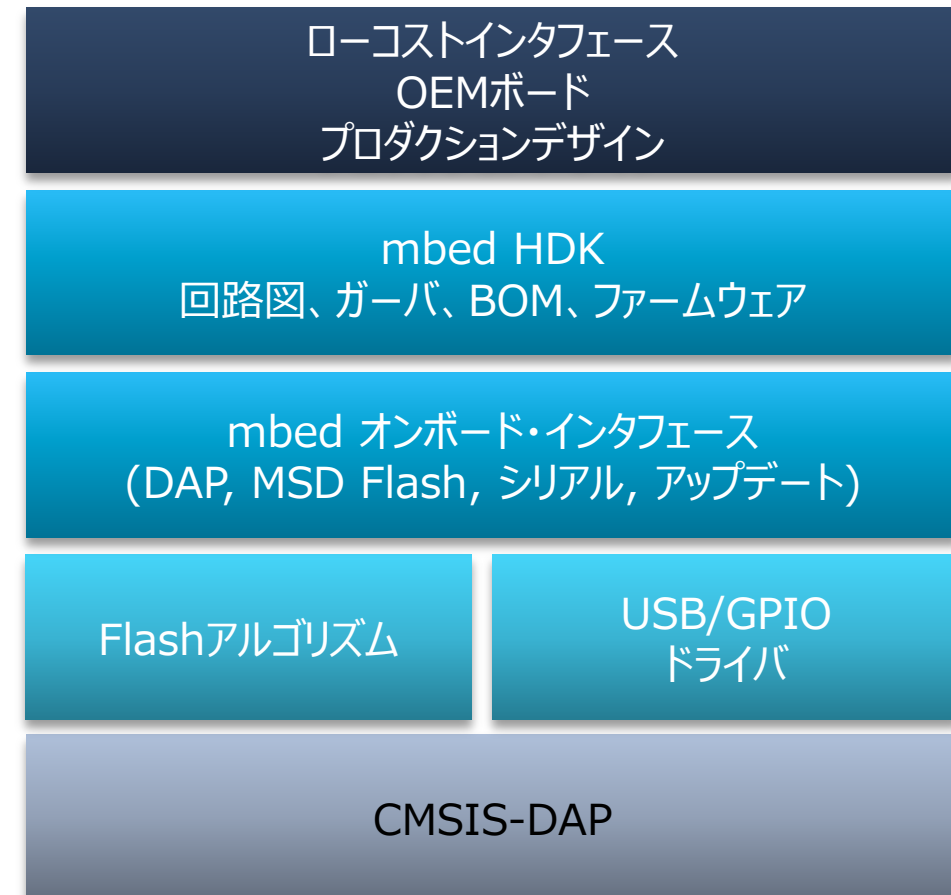 ローコストインタフェース
OEMボード
プロダクションデザイン
mbed HDK
回路図、ガーバ、BOM、ファームウェア
mbed オンボード・インタフェース
(DAP, MSD Flash, シリアル, アップデート)
Flashアルゴリズム
USB/GPIO
ドライバ
CMSIS-DAP